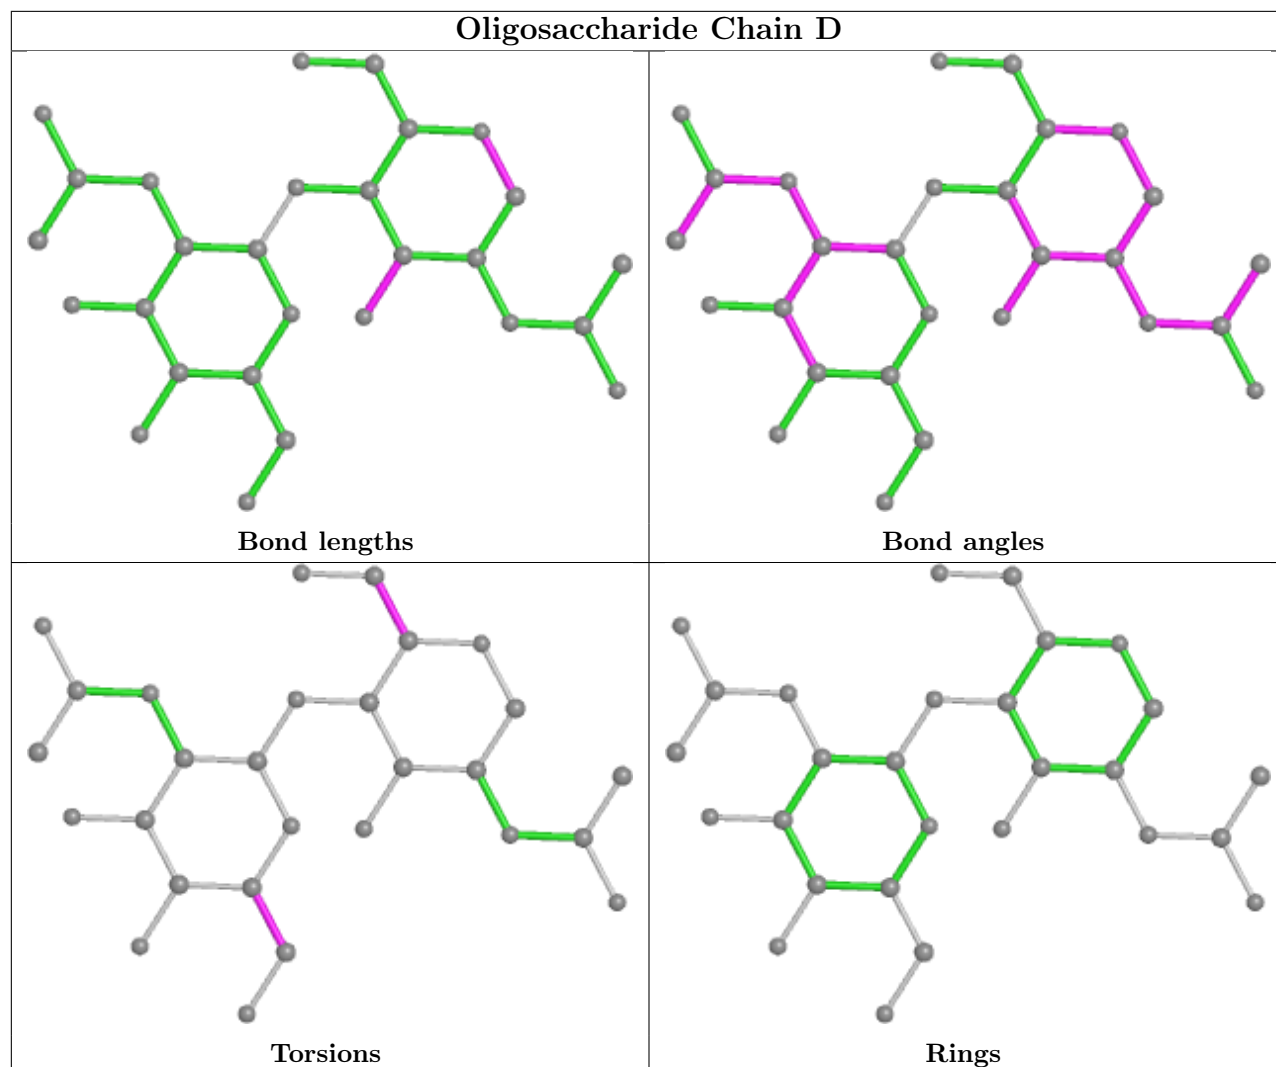 Oligosaccharide Chain D
Bond lengths
Bond angles
Torsions
Rings